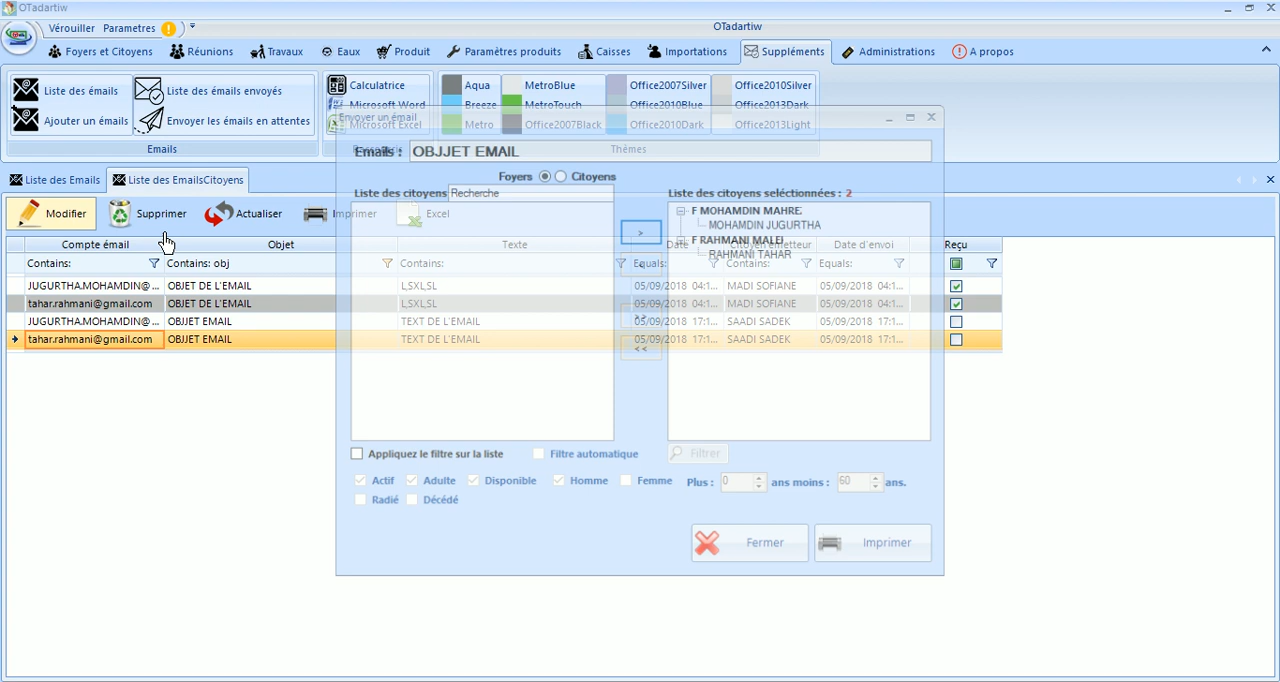 OTadartiw
Vérouiller Parametres
OTadartiw
Foyers et Citoyens Réunions Travaux Eaux Produit Paramètres produits Caisses Importations Suppléments Administrations A propos
Liste des émails Liste des émails envoyés Calculatrice Aqua MetroBlue Office2007Silver Office2010Silver
Microsoft Word Breeze MetroTouch Office2010Blue Office2013Dark
Ajouter un émails Envoyer les émails en attentes Microsoft Excel Metro Office2007Black Office2010Dark Office2013Light
Envoyer un émail
Emails Thèmes
Emails : OBJJET EMAIL
Foyers Citoyens
Liste des Emails Liste des EmailsCitoyens
Liste des citoyens Recherche Liste des citoyens seléctionnées : 2
Modifier Supprimer Actualiser Imprimer Excel
>
F MOHAMDIN MAHRE
MOHAMDIN JUGURTHA
F RAHMANI MALEI
RAHMANI TAHAR
Compte émail Objet Texte Date Citoyen émetteur Date d'envoi Reçu
Contains: Contains: obj Contains: Equals: Contains: Equals:
JUGURTHA.MOHAMDIN@ ... OBJET DE L'EMAIL L,SXL,SL 05/09/2018 04:1... MADI SOFIANE 05/09/2018 04:1...
tahar.rahmani@gmail.com OBJET DE L'EMAIL L,SXL,SL 05/09/2018 04:1... MADI SOFIANE 05/09/2018 04:1...
JUGURTHA.MOHAMDIN@ ... OBJJET EMAIL TEXT DE L'EMAIL 05/09/2018 17:1... SAADI SADEK 05/09/2018 17:1...
>>
tahar.rahmani@gmail.com OBJJET EMAIL TEXT DE L'EMAIL 05/09/2018 17:1... SAADI SADEK 05/09/2018 17:1...
<<
Appliquez le filtre sur la liste Filtre automatique Filtrer
Actif Adulte Disponible Homme Femme Plus : 0 ans moins : 60 ans.
Radié Décédé
Fermer Imprimer